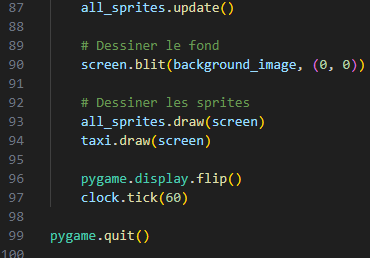 87 all_sprites.update()
88
89 # Dessiner le fond
90 screen.blit(background_image, (0, 0))
91
92 # Dessiner les sprites
93 all_sprites.draw(screen)
94 taxi.draw(screen)
95
96 pygame.display.flip()
97 clock.tick(60)
98
99 pygame.quit()
100